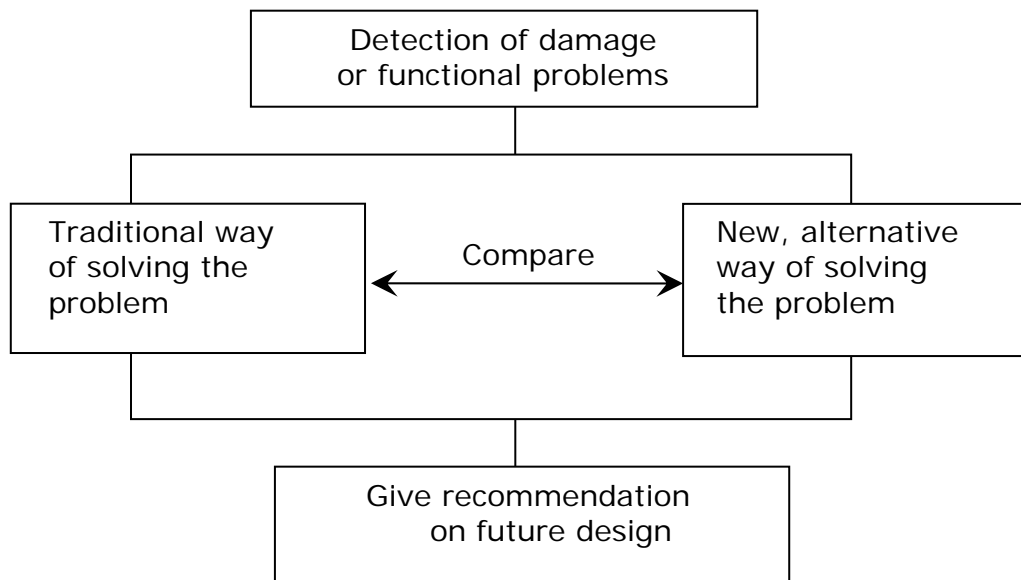 Detection of damage
or functional problems
Traditional way
of solving the
problem
Compare
New, alternative
way of solving
the problem
Give recommendation
on future design